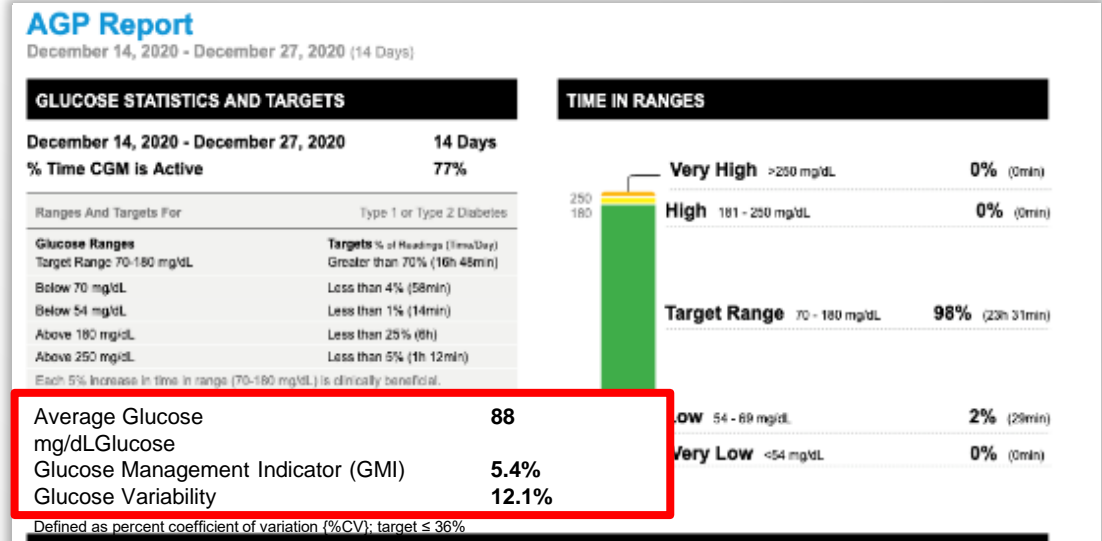 AGP Report
December 14, 2020 - December 27, 2020 (14 Days)
GLUCOSE STATISTICS AND TARGETS
December 14, 2020 - December 27, 2020 14 Days
% Time CGM is Active 77%
Ranges And Targets For Type 1 or Type 2 Diabetes
Glucose Ranges Targets % of Readings (Time/Day)
Target Range 70-180 mg/dL Greater than 70% (16h 48min)
Below 70 mg/dL Less than 4% (58min)
Below 54 mg/dL Less than 1% (14min)
Above 180 mg/dL Less than 25% (6h)
Above 250 mg/dL Less than 5% (1h 12min)
Each 5% increase in time in range (70-180 mg/dL) is clinically beneficial.
Average Glucose 88
mg/dLGlucose
Glucose Management Indicator (GMI) 5.4%
Glucose Variability 12.1%
Defined as percent coefficient of variation {%CV}; target ≤ 36%
TIME IN RANGES
Very High >250 mg/dL 0% (0min)
250
180
High 181 - 250 mg/dL 0% (0min)
Target Range 70 - 180 mg/dL 98% (23h 31min)
Low 54 - 69 mg/dL 2% (29min)
Very Low <54 mg/dL 0% (0min)